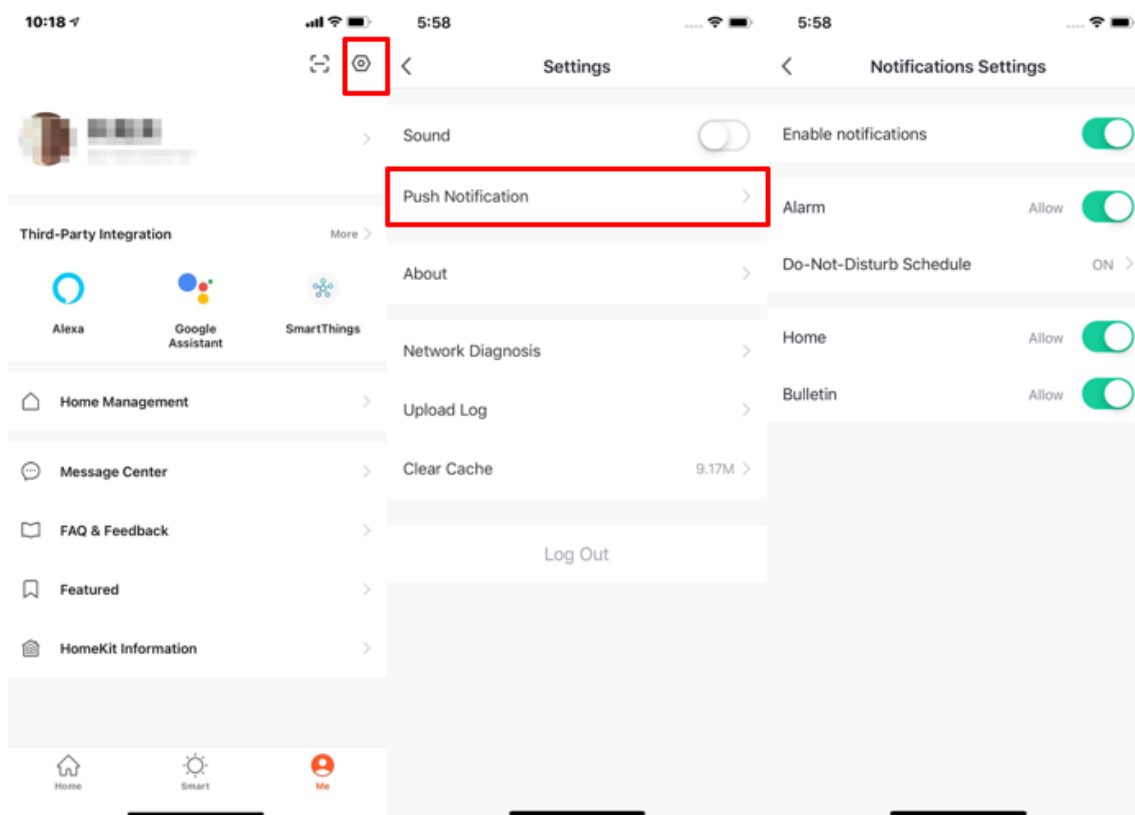 10:18
Third-Party Integration
More
Alexa
Google
Assistant
SmartThings
Home Management
Message Center
FAQ & Feedback
Featured
HomeKit Information
Home
Smart
Me
5:58
Settings
Sound
Push Notification
About
Network Diagnosis
Upload Log
Clear Cache
9.17M
Log Out
5:58
Notifications Settings
Enable notifications
Alarm
Allow
Do-Not-Disturb Schedule
ON
Home
Allow
Bulletin
Allow